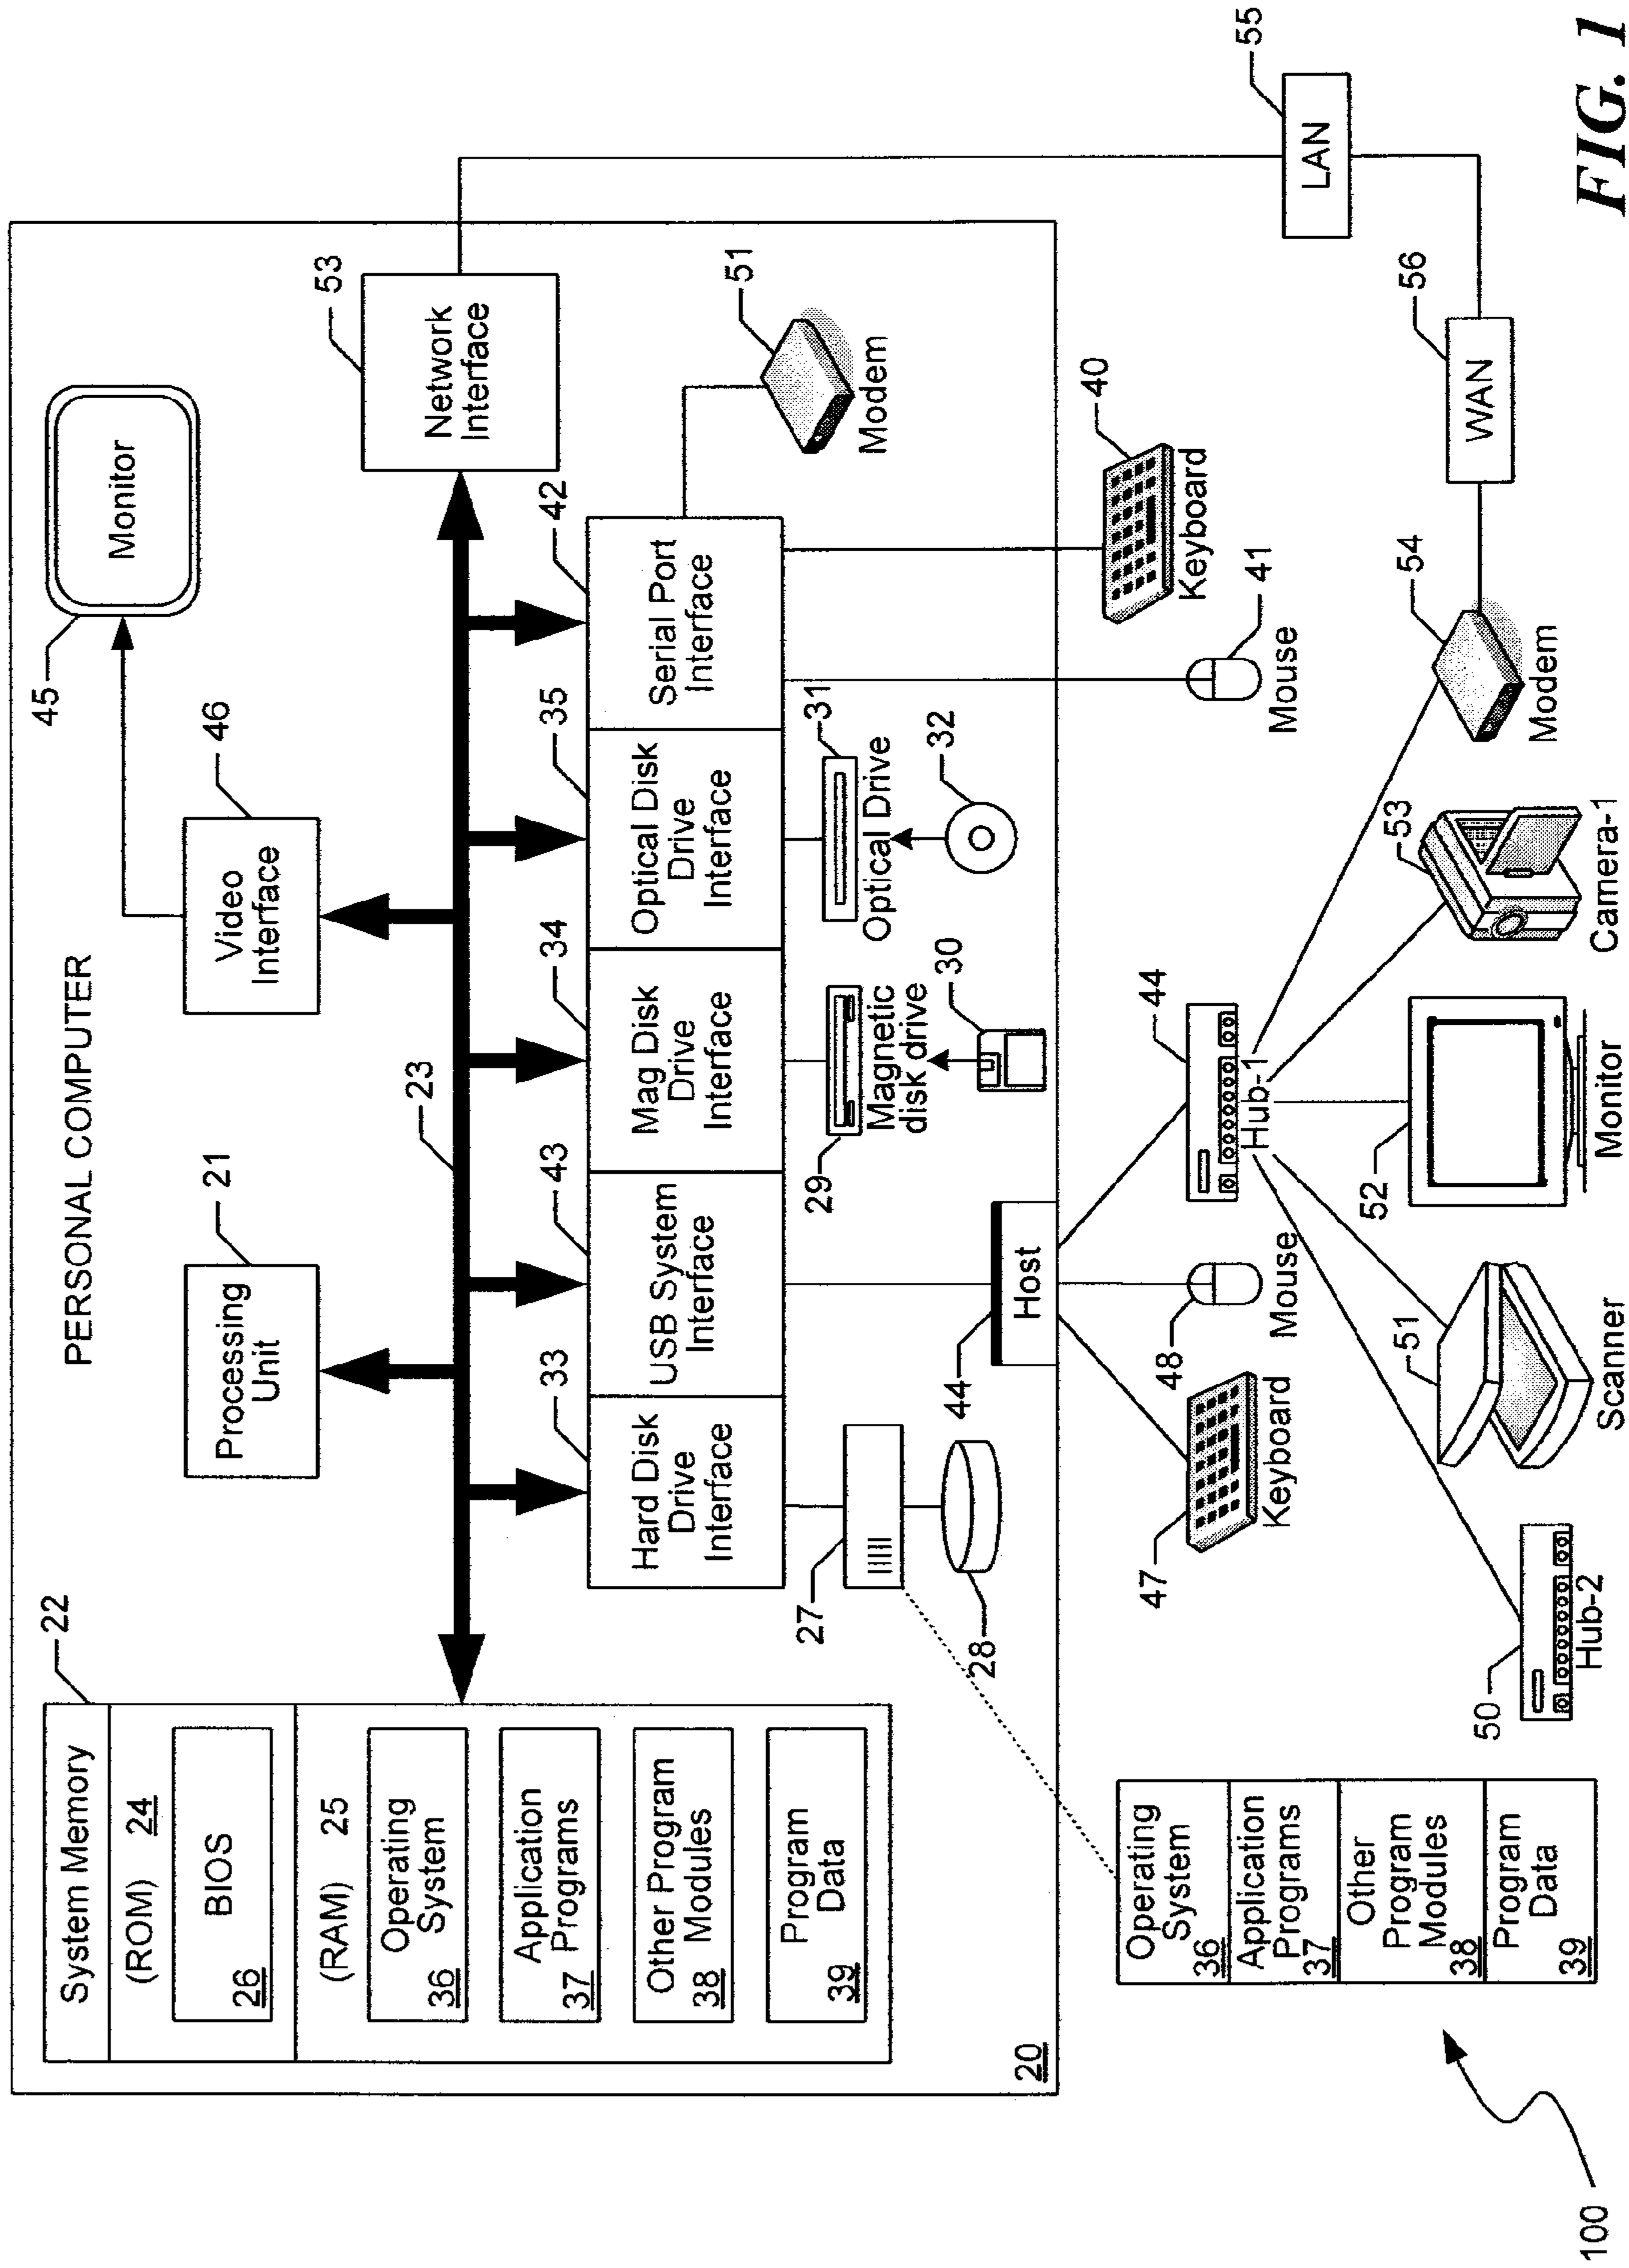 PERSONAL COMPUTER
System Memory
22
(ROM) 24
BIOS
26
(RAM) 25
Operating
System
36
Application
Programs
37
Other Program
Modules
38
Program
Data
39
20
Processing
Unit
21
23
Video
Interface
46
Monitor
45
Network
Interface
53
Hard Disk
Drive
Interface
33
USB System
Interface
43
Mag Disk
Drive
Interface
34
Optical Disk
Drive
Interface
35
Serial Port
Interface
42
27
28
29
Magnetic
disk drive
30
31
Optical Drive
32
51
Modem
Host
44
40
Keyboard
41
Mouse
47
Keyboard
48
Mouse
44
Hub-1
Operating
System
36
Application
Programs
37
Other
Program
Modules
38
Program
Data
39
50
Hub-2
51
Scanner
52
Monitor
53
Camera-1
54
Modem
WAN
56
LAN
55
100
FIG. 1